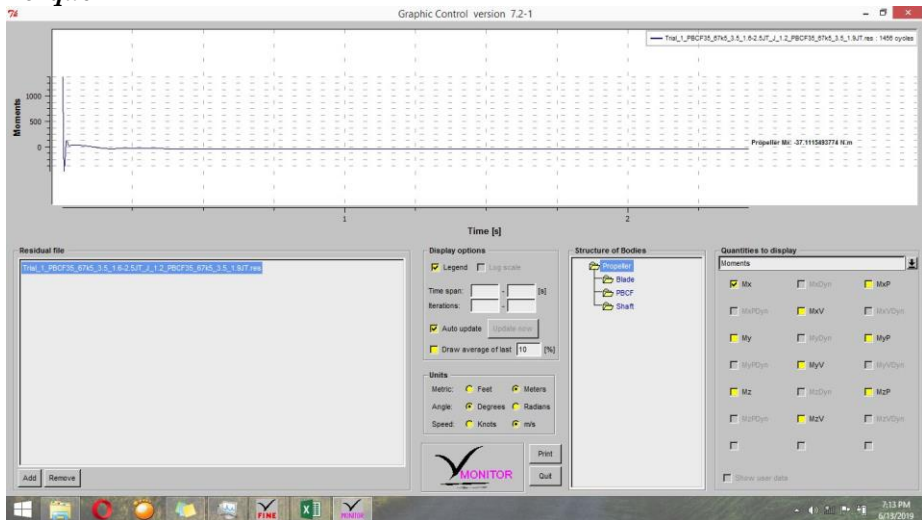 Graphic Control version 7.2-1
Trial_1_PBCF35_67k5_3.5_1.6-2.5JT_J_1.2_PBCF35_67k5_3.5_1.9JT.res : 1456 cycles
Moments
1000
500
0
Propeller Mx: -37.1115493774 N.m
1
2
Time [s]
Residual file
Trial_1_PBCF35_67k5_3.5_1.6-2.5JT_J_1.2_PBCF35_67k5_3.5_1.9JT.res
Add
Remove
Display options
Legend
Log scale
Time span: - [s]
Iterations: -
Auto update
Update now
Draw average of last 10 [%]
Units
Metric: Feet Meters
Angle: Degrees Radians
Speed: Knots m/s
MONITOR
Print
Quit
Structure of Bodies
Propeller
Blade
PBCF
Shaft
Quantities to display
Moments
Mx MxDyn MxP
MxPDyn MxV MxVDyn
My MyDyn MyP
MyPDyn MyV MyVDyn
Mz MzDyn MzP
MzPDyn MzV MzVDyn
Show user data
FINE
MONITOR
7:13 PM
6/13/2019